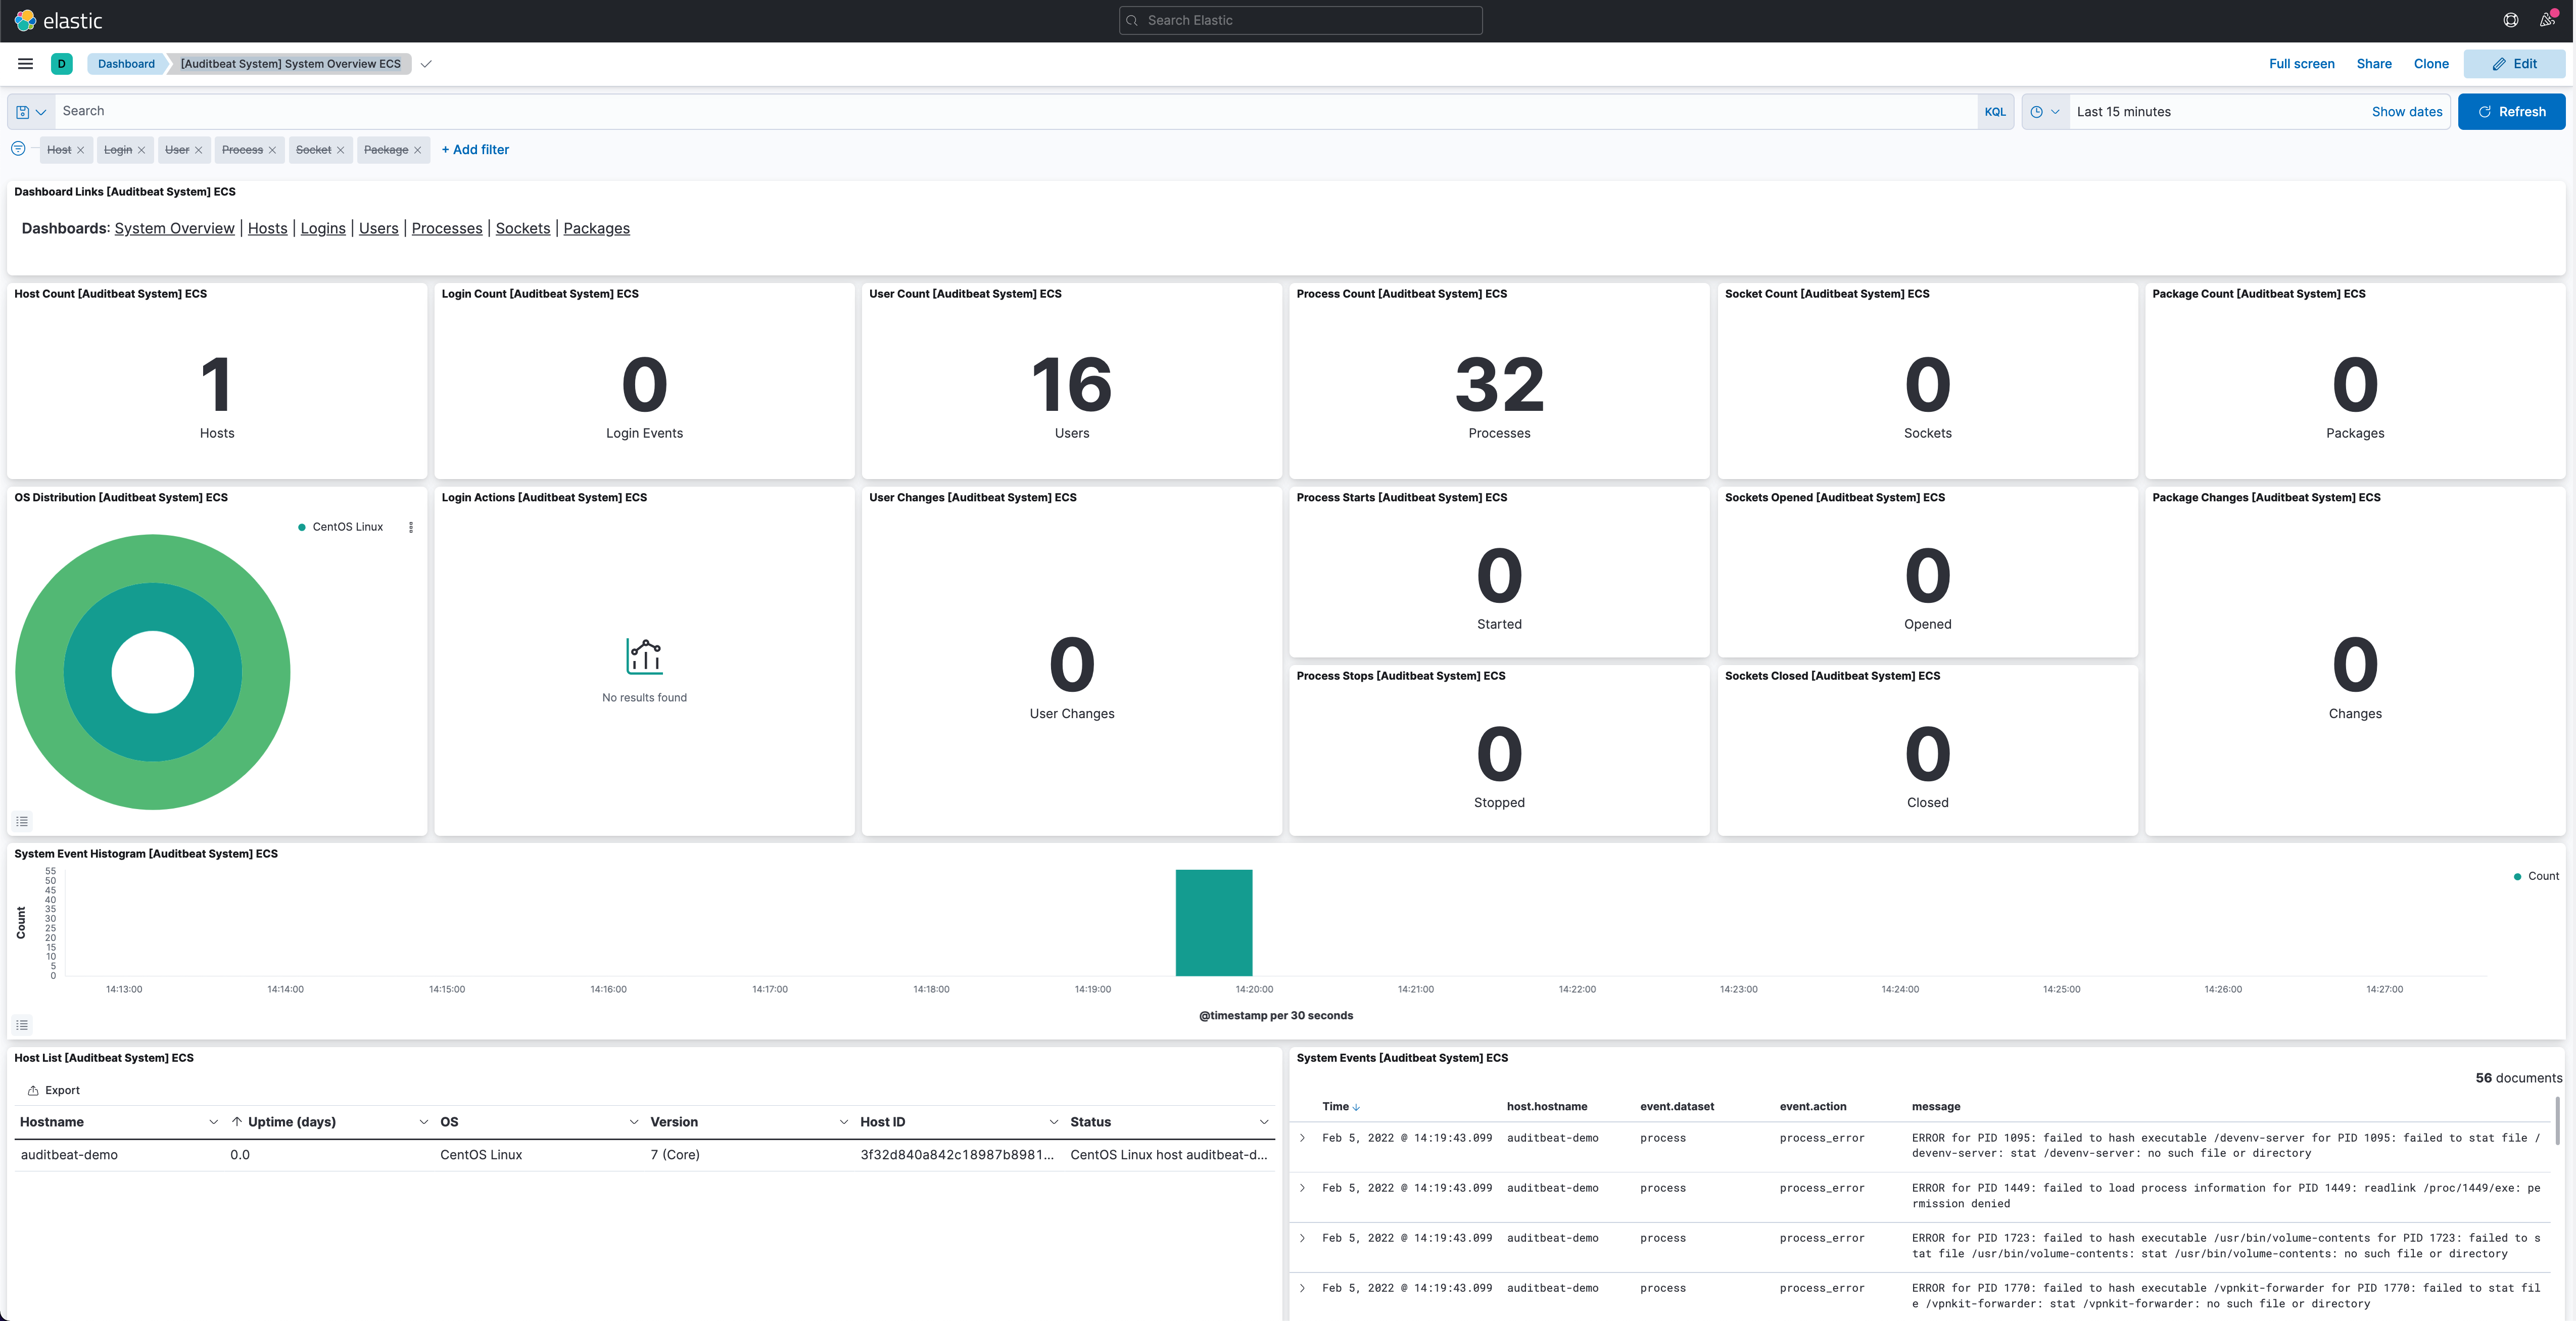 elastic
Search Elastic
D
Dashboard
[Auditbeat System] System Overview ECS
Full screen
Share
Clone
Edit
Search
KQL
Last 15 minutes
Show dates
Refresh
Host
Login
User
Process
Socket
Package
+ Add filter
Dashboard Links [Auditbeat System] ECS
Dashboards: System Overview | Hosts | Logins | Users | Processes | Sockets | Packages
Host Count [Auditbeat System] ECS
1
Hosts
Login Count [Auditbeat System] ECS
0
Login Events
User Count [Auditbeat System] ECS
16
Users
Process Count [Auditbeat System] ECS
32
Processes
Socket Count [Auditbeat System] ECS
0
Sockets
Package Count [Auditbeat System] ECS
0
Packages
OS Distribution [Auditbeat System] ECS
CentOS Linux
Login Actions [Auditbeat System] ECS
No results found
User Changes [Auditbeat System] ECS
0
User Changes
Process Starts [Auditbeat System] ECS
0
Started
Sockets Opened [Auditbeat System] ECS
0
Opened
Package Changes [Auditbeat System] ECS
0
Changes
Process Stops [Auditbeat System] ECS
0
Stopped
Sockets Closed [Auditbeat System] ECS
0
Closed
System Event Histogram [Auditbeat System] ECS
Count
55
50
45
40
35
30
25
20
15
10
5
0
14:13:00
14:14:00
14:15:00
14:16:00
14:17:00
14:18:00
14:19:00
14:20:00
14:21:00
14:22:00
14:23:00
14:24:00
14:25:00
14:26:00
14:27:00
@timestamp per 30 seconds
Count
Host List [Auditbeat System] ECS
Export
Hostname Uptime (days) OS Version Host ID Status
auditbeat-demo 0.0 CentOS Linux 7 (Core) 3f32d840a842c18987b8981... CentOS Linux host auditbeat-d...
System Events [Auditbeat System] ECS
56 documents
Time host.hostname event.dataset event.action message
Feb 5, 2022 @ 14:19:43.099 auditbeat-demo process process_error ERROR for PID 1095: failed to hash executable /devenv-server for PID 1095: failed to stat file /
devenv-server: stat /devenv-server: no such file or directory
Feb 5, 2022 @ 14:19:43.099 auditbeat-demo process process_error ERROR for PID 1449: failed to load process information for PID 1449: readlink /proc/1449/exe: pe
rmission denied
Feb 5, 2022 @ 14:19:43.099 auditbeat-demo process process_error ERROR for PID 1723: failed to hash executable /usr/bin/volume-contents for PID 1723: failed to s
tat file /usr/bin/volume-contents: stat /usr/bin/volume-contents: no such file or directory
Feb 5, 2022 @ 14:19:43.099 auditbeat-demo process process_error ERROR for PID 1770: failed to hash executable /vpnkit-forwarder for PID 1770: failed to stat fil
e /vpnkit-forwarder: stat /vpnkit-forwarder: no such file or directory